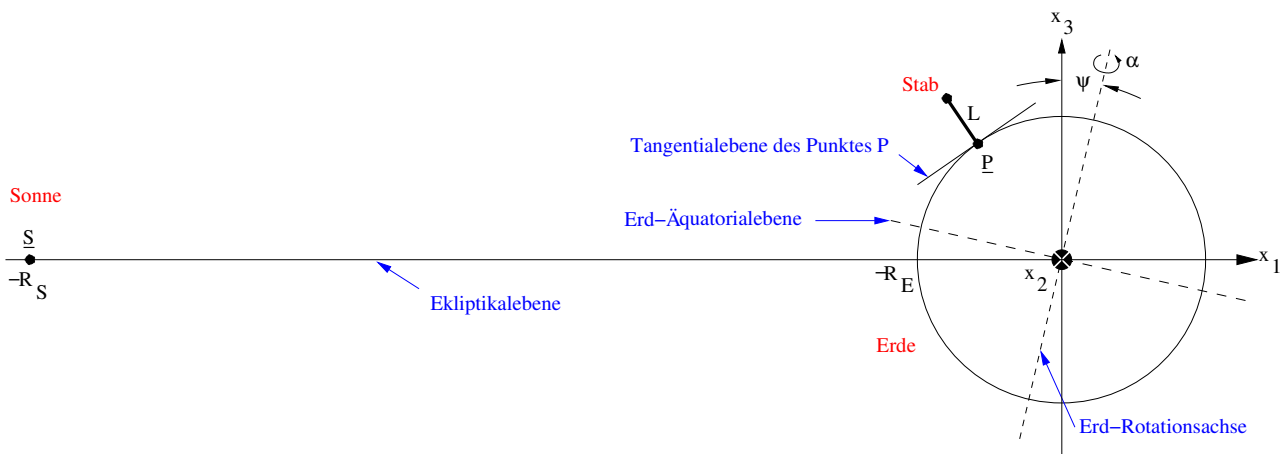 x3
α
ψ
Stab
L
Tangentialebene des Punktes P
P
Sonne
Erd−Äquatorialebene
S
−RS
−RE
x2
x1
Ekliptikalebene
Erde
Erd−Rotationsachse